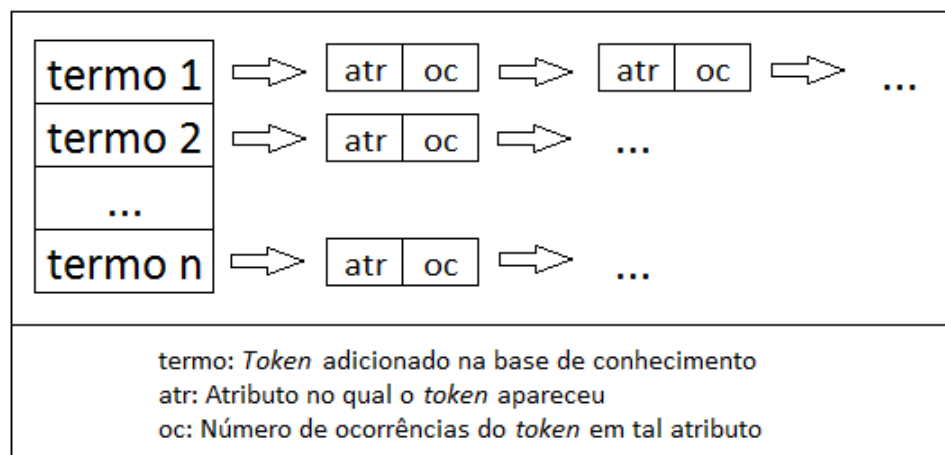 termo 1 atr oc atr oc ...
termo 2 atr oc ...
...
termo n atr oc ...
termo: Token adicionado na base de conhecimento
atr: Atributo no qual o token apareceu
oc: Número de ocorrências do token em tal atributo